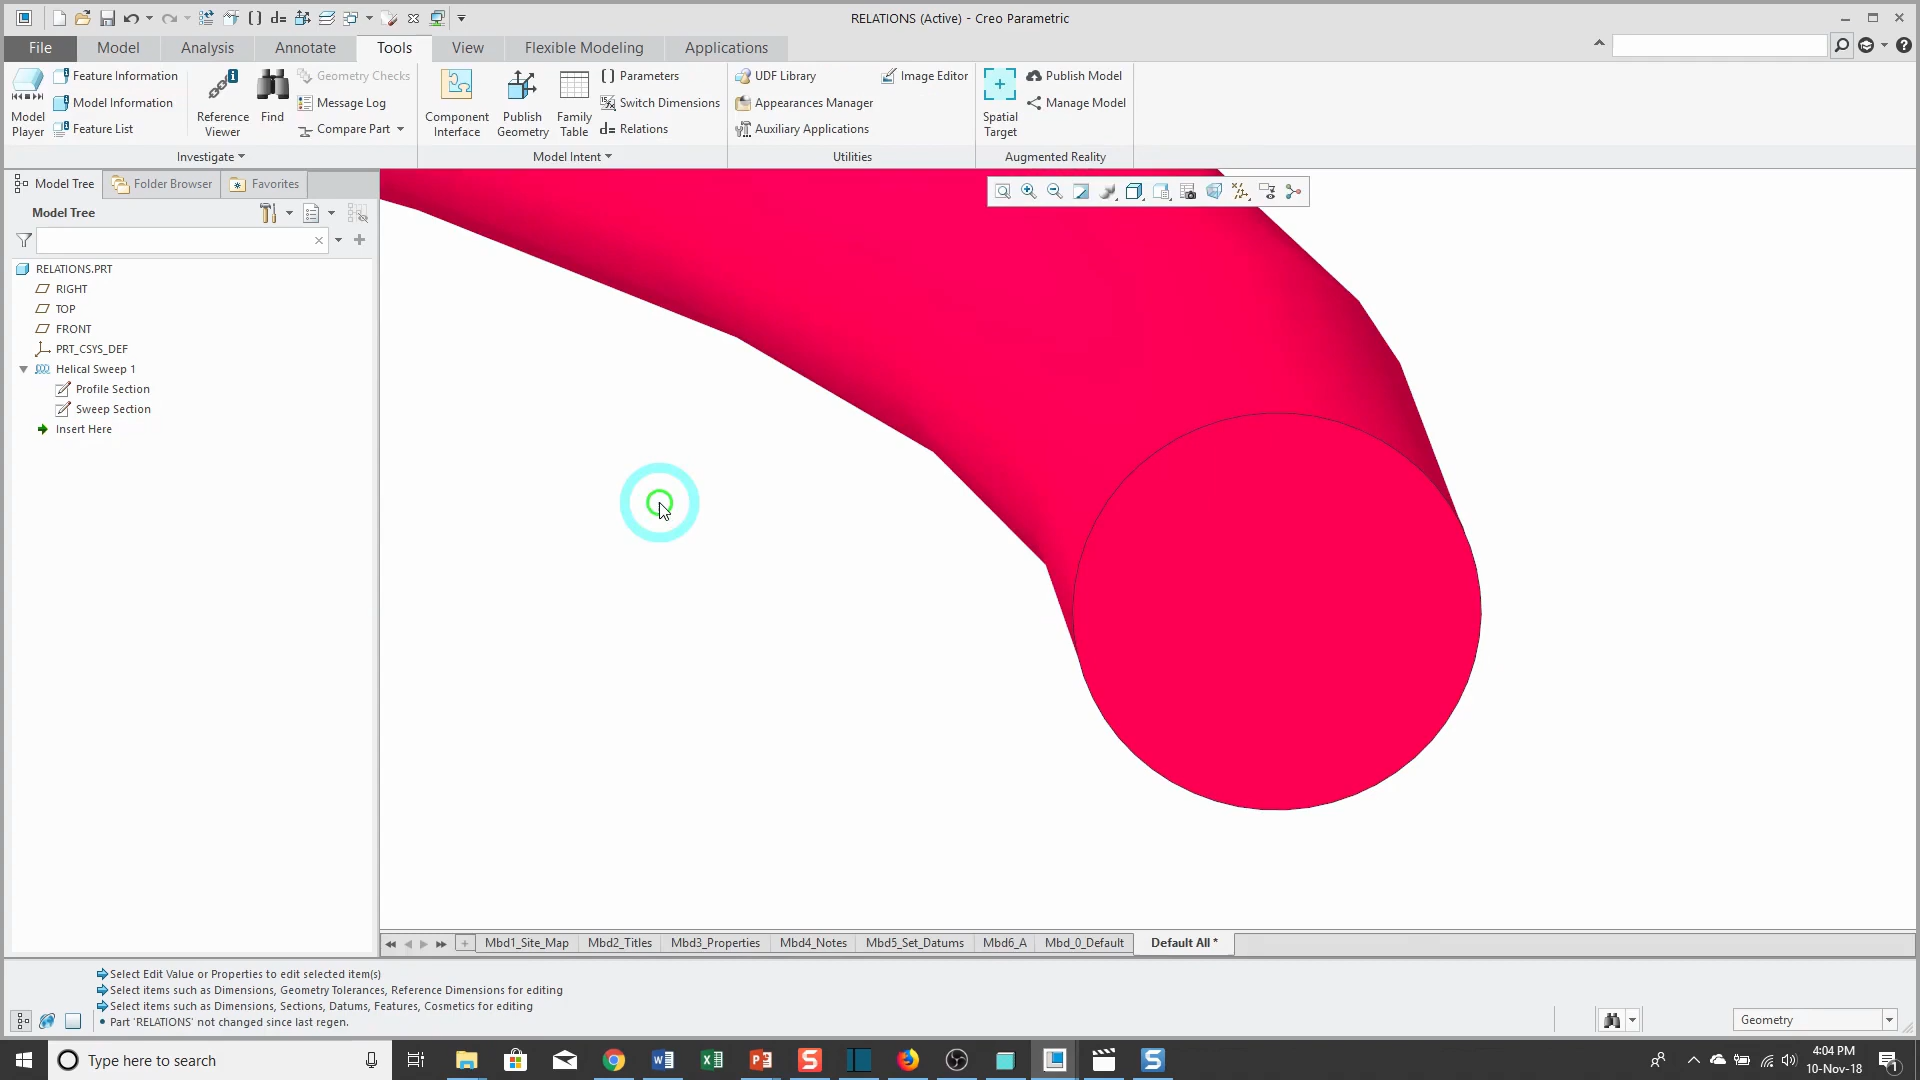 RELATIONS (Active) - Creo Parametric
File
Model
Analysis
Annotate
Tools
View
Flexible Modeling
Applications
Model
Player
Feature Information
Model Information
Feature List
Reference
Viewer
Find
Geometry Checks
Message Log
Compare Part
Investigate
Component
Interface
Publish
Geometry
Family
Table
Parameters
Switch Dimensions
d= Relations
Model Intent
UDF Library
Appearances Manager
Auxiliary Applications
Image Editor
Utilities
Spatial
Target
Publish Model
Manage Model
Augmented Reality
Model Tree
Folder Browser
Favorites
Model Tree
RELATIONS.PRT
RIGHT
TOP
FRONT
PRT_CSYS_DEF
Helical Sweep 1
Profile Section
Sweep Section
Insert Here
Mbd1_Site_Map
Mbd2_Titles
Mbd3_Properties
Mbd4_Notes
Mbd5_Set_Datums
Mbd6_A
Mbd_0_Default
Default All *
Select Edit Value or Properties to edit selected item(s)
Select items such as Dimensions, Geometry Tolerances, Reference Dimensions for editing
Select items such as Dimensions, Sections, Datums, Features, Cosmetics for editing
• Part 'RELATIONS' not changed since last regen.
Geometry
Type here to search
4:04 PM
10-Nov-18